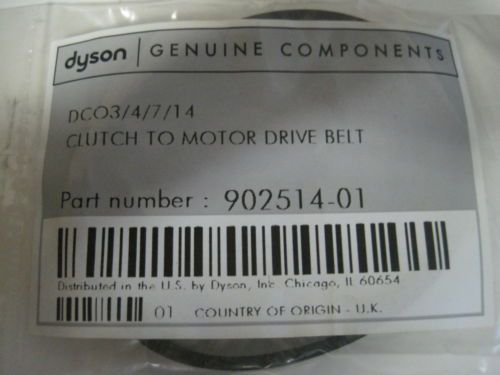 dyson | GENUINE COMPONENTS
DC03/4/7/14
CLUTCH TO MOTOR DRIVE BELT
Part number : 902514-01
Distributed in the U.S. by Dyson, Inc. Chicago, IL 60654
01 COUNTRY OF ORIGIN - U.K.